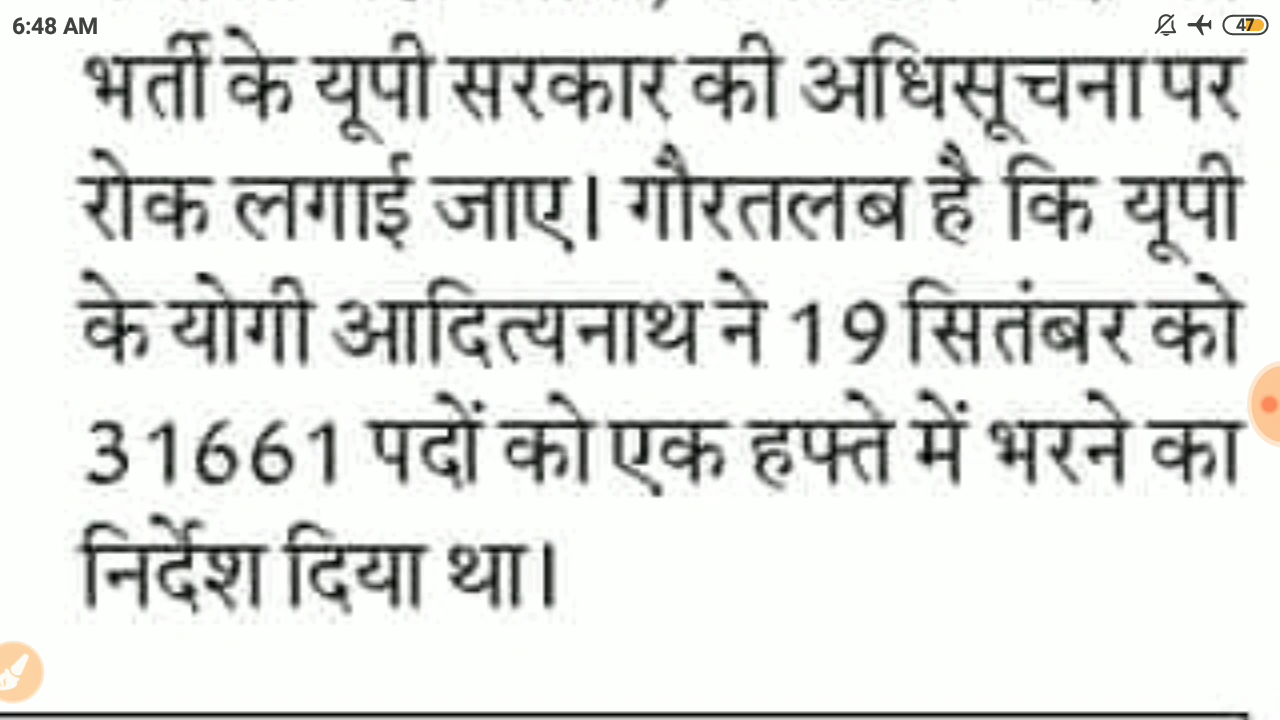 6:48 AM
47
भर्ती के यूपी सरकार की अधिसूचना पर
रोक लगाई जाए। गौरतलब है कि यूपी
के योगी आदित्यनाथ ने 19 सितंबर को
31661 पदों को एक हफ्ते में भरने का
निर्देश दिया था।